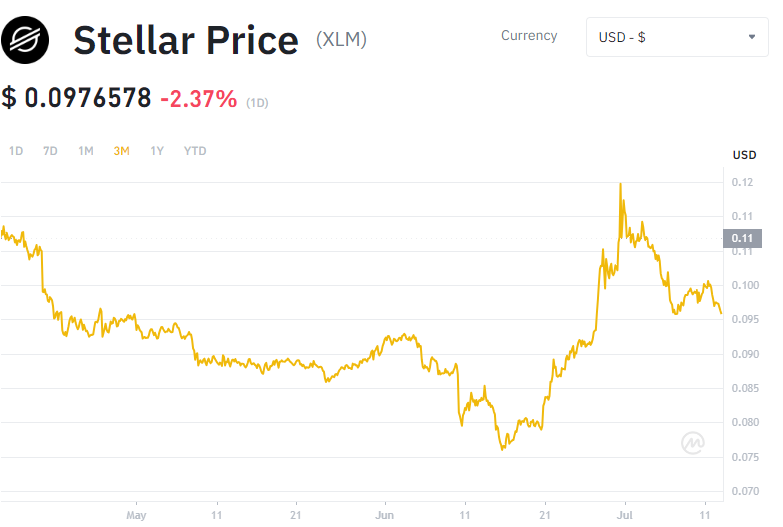 Stellar Price (XLM)
Currency
USD - $
$ 0.0976578 -2.37% (1D)
1D 7D 1M 3M 1Y YTD
USD
0.12
0.11
0.11
0.11
0.100
0.095
0.090
0.085
0.080
0.075
0.070
May 11 21 Jun 11 21 Jul 11